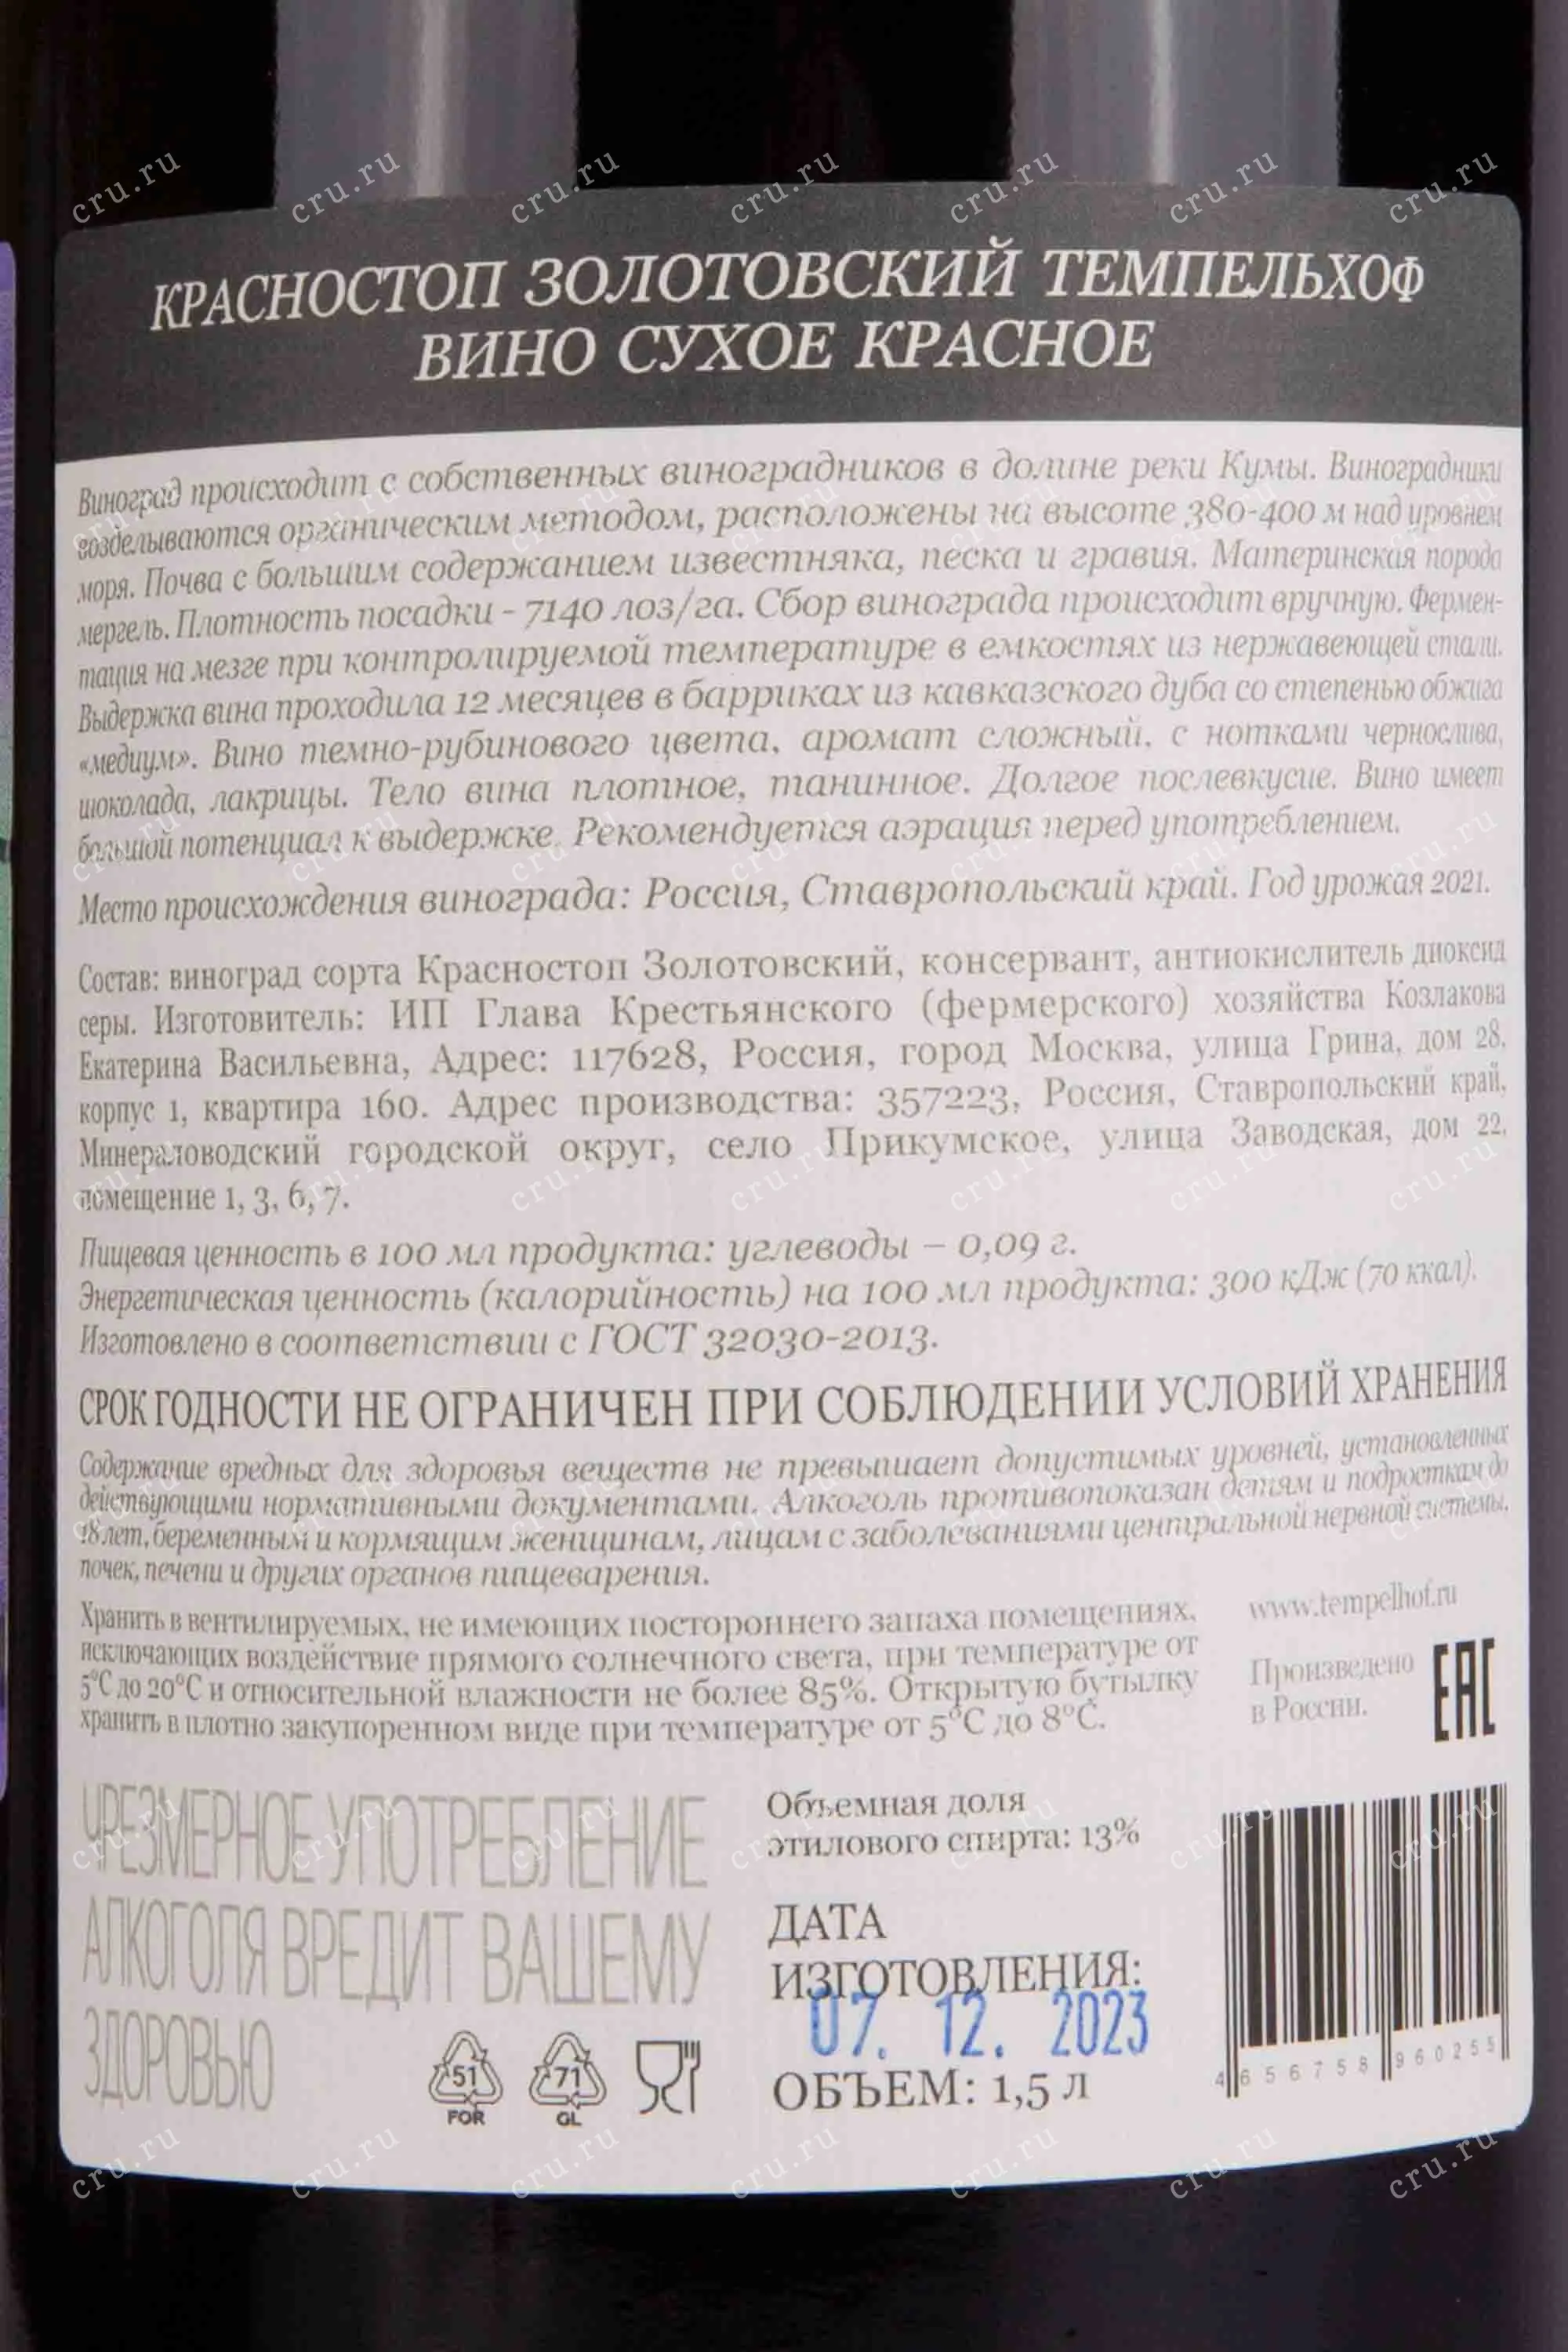 КРАСНОСТОП ЗОЛОТОВСКИЙ ТЕМПЕЛЬХОФ
ВИНО СУХОЕ КРАСНОЕ
Виноград происходит с собственных виноградников в долине реки Кумы. Виноградники
возделываются органическим методом, расположены на высоте 380-400 м над уровнем
моря. Почва с большим содержанием известняка, песка и гравия. Материнская порода
мергель. Плотность посадки - 7140 лоз/га. Сбор винограда происходит вручную. Фермен-
тация на мезге при контролируемой температуре в емкостях из нержавеющей стали.
Выдержка вина проходила 12 месяцев в барриках из кавказского дуба со степенью обжига
«медиум». Вино темно-рубинового цвета, аромат сложный, с нотками чернослива,
шоколада, лакрицы. Тело вина плотное, танинное. Долгое послевкусие. Вино имеет
большой потенциал к выдержке. Рекомендуется аэрация перед употреблением.
Место происхождения винограда: Россия, Ставропольский край. Год урожая 2021.
Состав: виноград сорта Красностоп Золотовский, консервант, антиокислитель диоксид
серы. Изготовитель: ИП Глава Крестьянского (фермерского) хозяйства Козлакова
Екатерина Васильевна, Адрес: 117628, Россия, город Москва, улица Грина, дом 28,
корпус 1, квартира 160. Адрес производства: 357223, Россия, Ставропольский край,
Минераловодский городской округ, село Прикумское, улица Заводская, дом 22,
помещение 1, 3, 6, 7.
Пищевая ценность в 100 мл продукта: углеводы – 0,09 г.
Энергетическая ценность (калорийность) на 100 мл продукта: 300 кДж (70 ккал).
Изготовлено в соответствии с ГОСТ 32030-2013.
СРОК ГОДНОСТИ НЕ ОГРАНИЧЕН ПРИ СОБЛЮДЕНИИ УСЛОВИЙ ХРАНЕНИЯ
Содержание вредных для здоровья веществ не превышает допустимых уровней, установленных
действующими нормативными документами. Алкоголь противопоказан детям и подросткам до
18 лет, беременным и кормящим женщинам, лицам с заболеваниями центральной нервной системы,
почек, печени и других органов пищеварения.
Хранить в вентилируемых, не имеющих постороннего запаха помещениях,
исключающих воздействие прямого солнечного света, при температуре от
5°C до 20°C и относительной влажности не более 85%. Открытую бутылку
хранить в плотно закупоренном виде при температуре от 5°C до 8°C.
www.tempelhof.ru
Произведено
в России.
EAC
ЧРЕЗМЕРНОЕ УПОТРЕБЛЕНИЕ
АЛКОГОЛЯ ВРЕДИТ ВАШЕМУ
ЗДОРОВЬЮ
51
FOR
71
GL
Объемная доля
этилового спирта: 13%
ДАТА
ИЗГОТОВЛЕНИЯ:
07. 12. 2023
ОБЪЕМ: 1,5 л
4 656758 960255
cru.ru